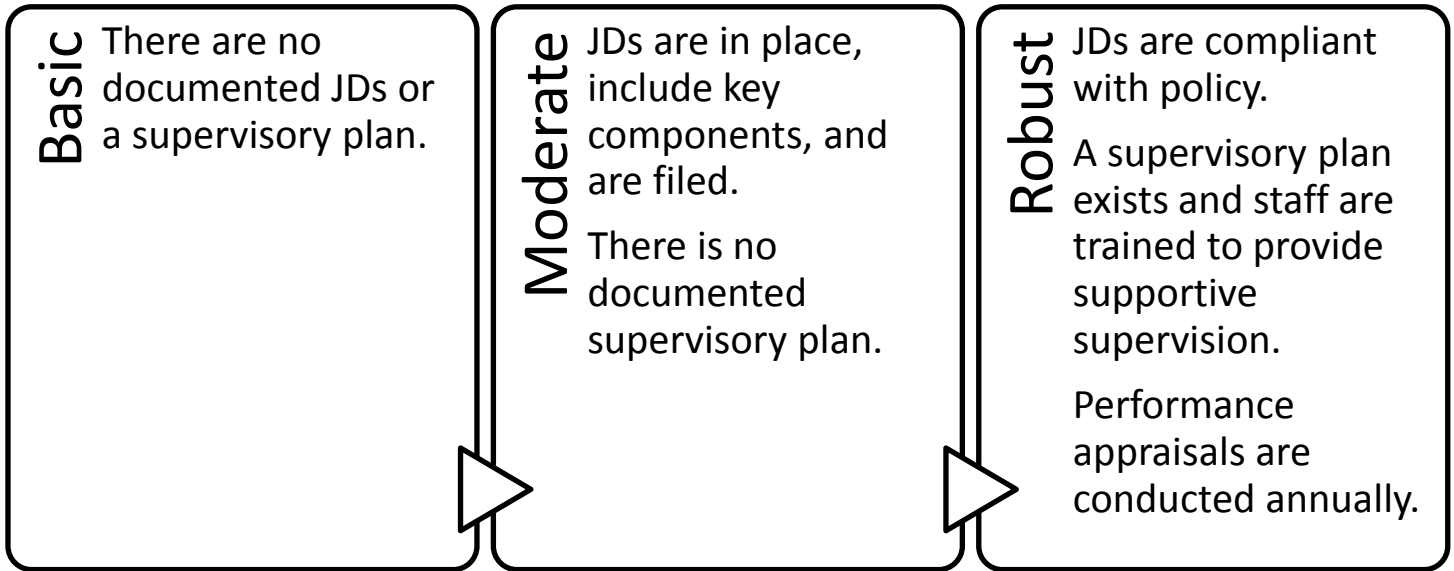 Basic
There are no
documented JDs or
a supervisory plan.
Moderate
JDs are in place,
include key
components, and
are filed.
There is no
documented
supervisory plan.
Robust
JDs are compliant
with policy.
A supervisory plan
exists and staff are
trained to provide
supportive
supervision.
Performance
appraisals are
conducted annually.